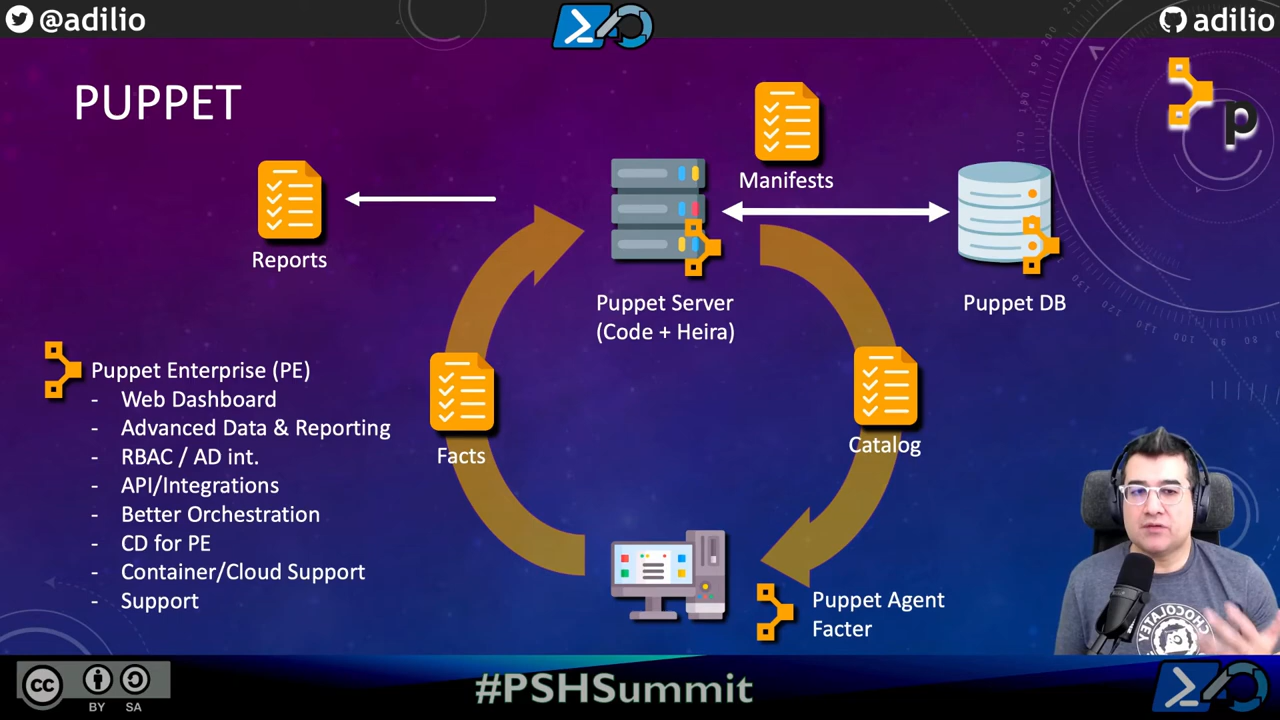 @adilio
adilio
PUPPET
p
Manifests
Reports
Puppet Server
(Code + Heira)
Puppet DB
Puppet Enterprise (PE)
- Web Dashboard
- Advanced Data & Reporting
- RBAC / AD int.
- API/Integrations
- Better Orchestration
- CD for PE
- Container/Cloud Support
- Support
Facts
Catalog
Puppet Agent
Facter
CHOCOLATEY
cc
BY SA
#PSHSummit